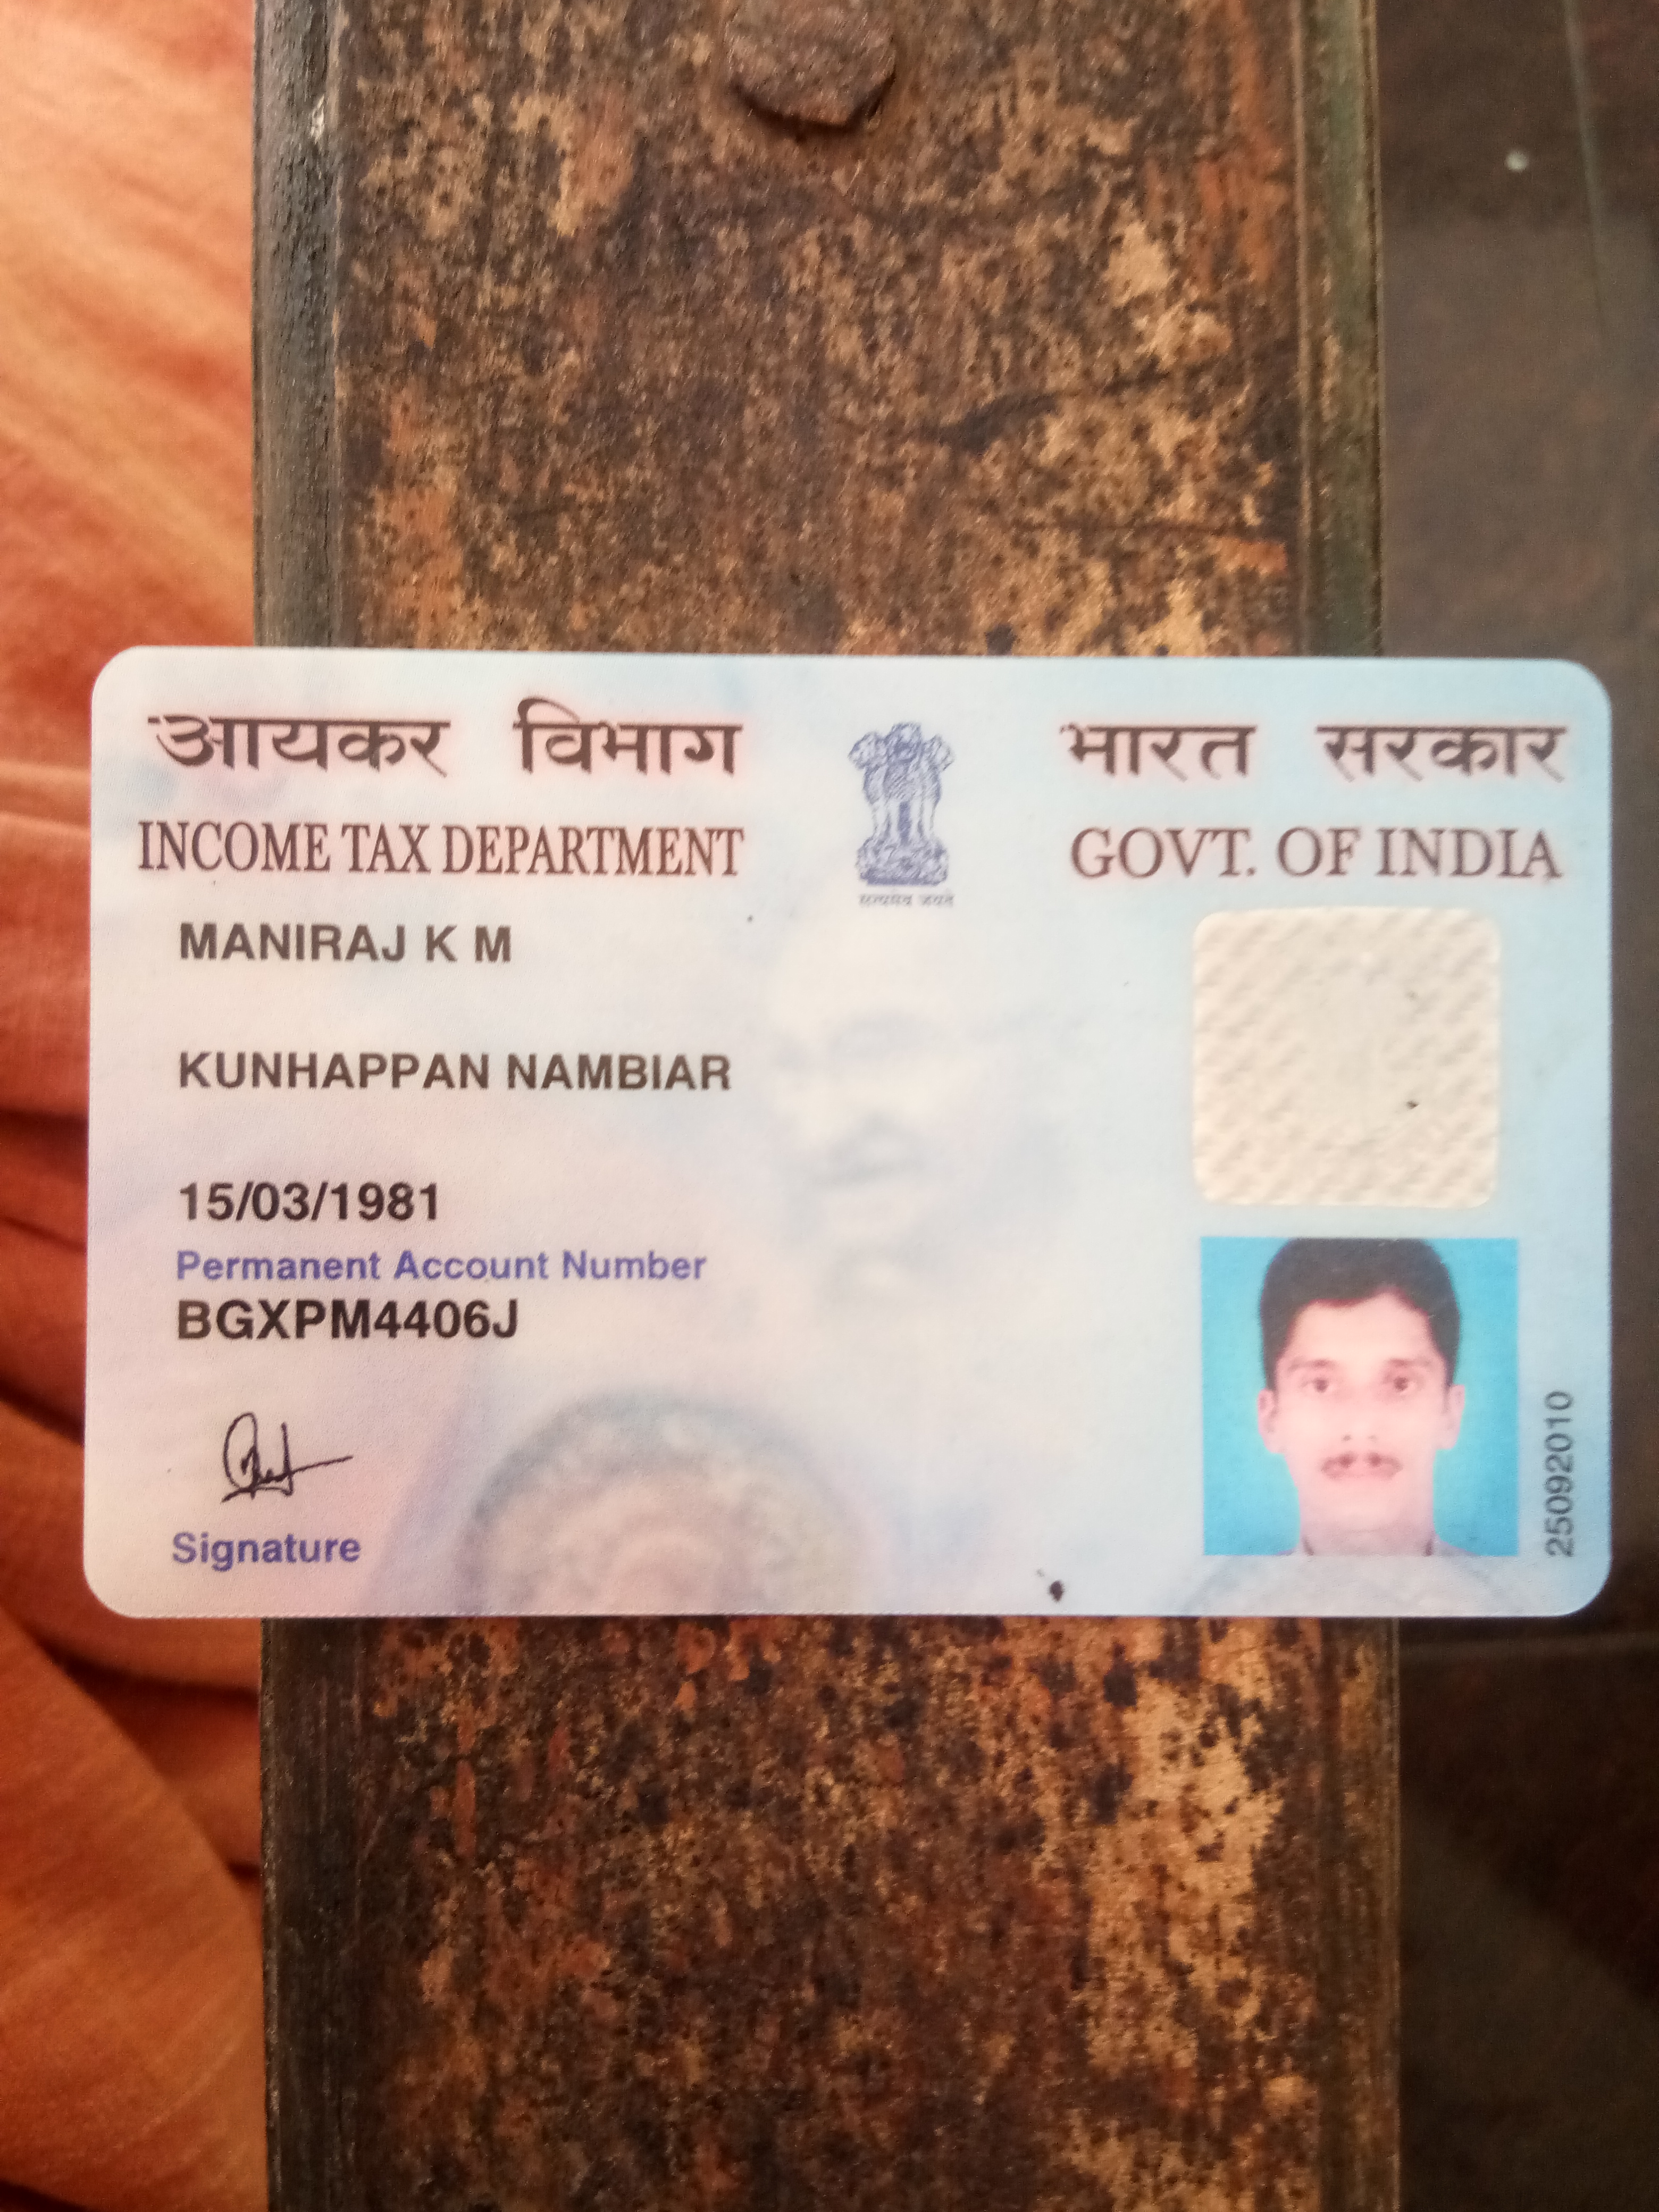 आयकर विभाग
INCOME TAX DEPARTMENT
भारत सरकार
GOVT. OF INDIA
सत्यमेव जयते
MANIRAJ K M
KUNHAPPAN NAMBIAR
15/03/1981
Permanent Account Number
BGXPM4406J
Signature
25092010